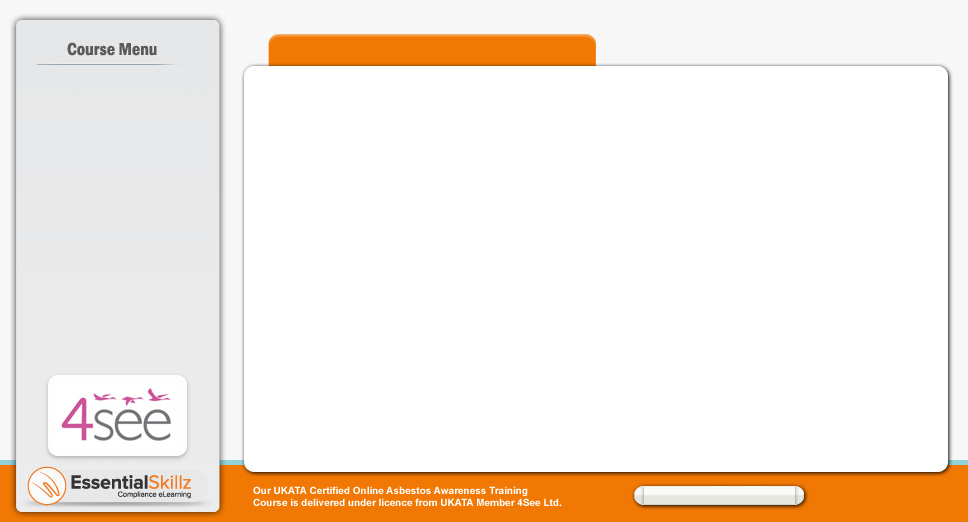 Course Menu
4see
EssentialSkillz
Compliance eLearning
Our UKATA Certified Online Asbestos Awareness Training
Course is delivered under licence from UKATA Member 4See Ltd.